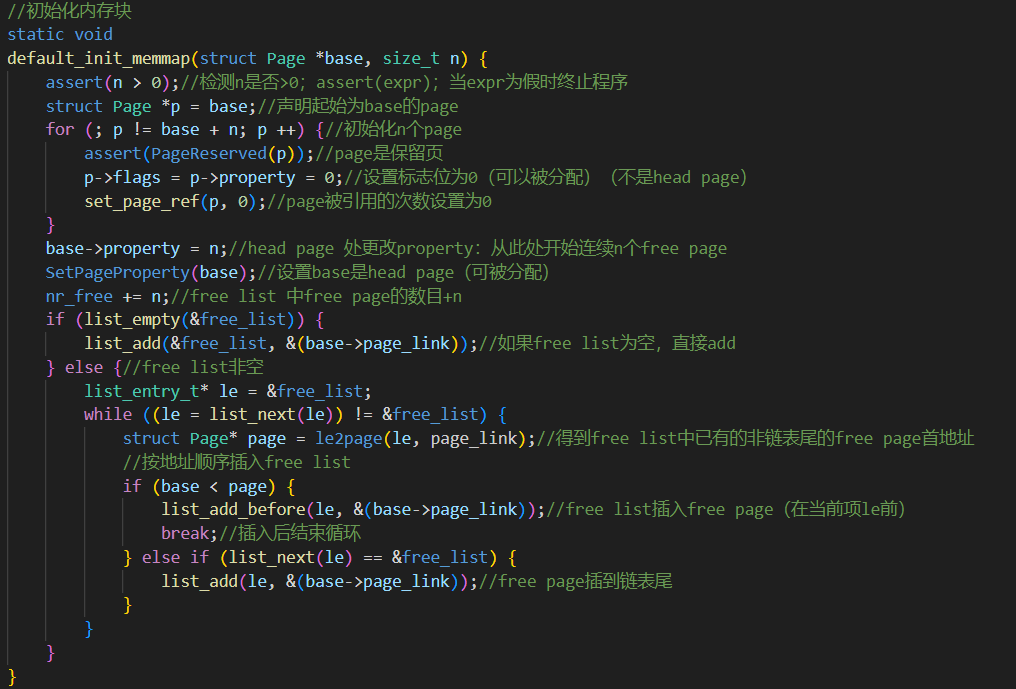 //初始化内存块
static void
default_init_memmap(struct Page *base, size_t n) {
    assert(n > 0);//检测n是否>0；assert(expr)；当expr为假时终止程序
    struct Page *p = base;//声明起始为base的page
    for (; p != base + n; p ++) {//初始化n个page
        assert(PageReserved(p));//page是保留页
        p->flags = p->property = 0;//设置标志位为0（可以被分配）（不是head page）
        set_page_ref(p, 0);//page被引用的次数设置为0
    }
    base->property = n;//head page 处更改property：从此处开始连续n个free page
    SetPageProperty(base);//设置base是head page（可被分配）
    nr_free += n;//free list 中free page的数目+n
    if (list_empty(&free_list)) {
        list_add(&free_list, &(base->page_link));//如果free list为空，直接add
    } else {//free list非空
        list_entry_t* le = &free_list;
        while ((le = list_next(le)) != &free_list) {
            struct Page* page = le2page(le, page_link);//得到free list中已有的非链表尾的free page首地址
            //按地址顺序插入free list
            if (base < page) {
                list_add_before(le, &(base->page_link));//free list插入free page（在当前项le前）
                break;//插入后结束循环
            } else if (list_next(le) == &free_list) {
                list_add(le, &(base->page_link));//free page插到链表尾
            }
        }
    }
}